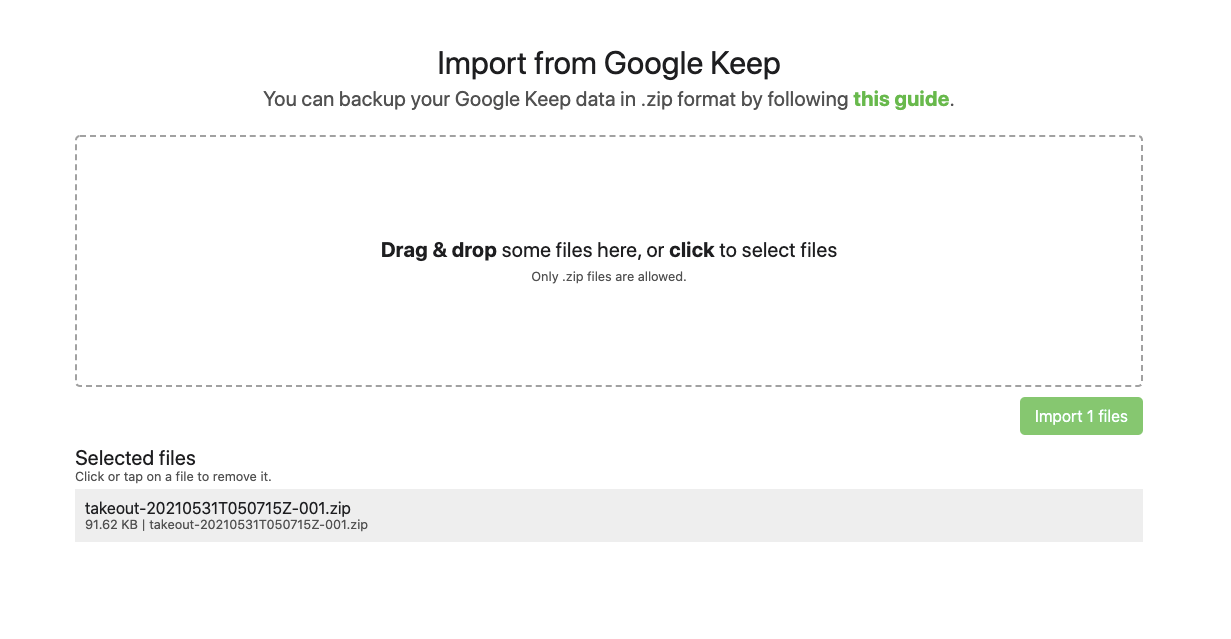 Import from Google Keep
You can backup your Google Keep data in .zip format by following this guide.
Drag & drop some files here, or click to select files
Only .zip files are allowed.
Import 1 files
Selected files
Click or tap on a file to remove it.
takeout-20210531T050715Z-001.zip
91.62 KB | takeout-20210531T050715Z-001.zip